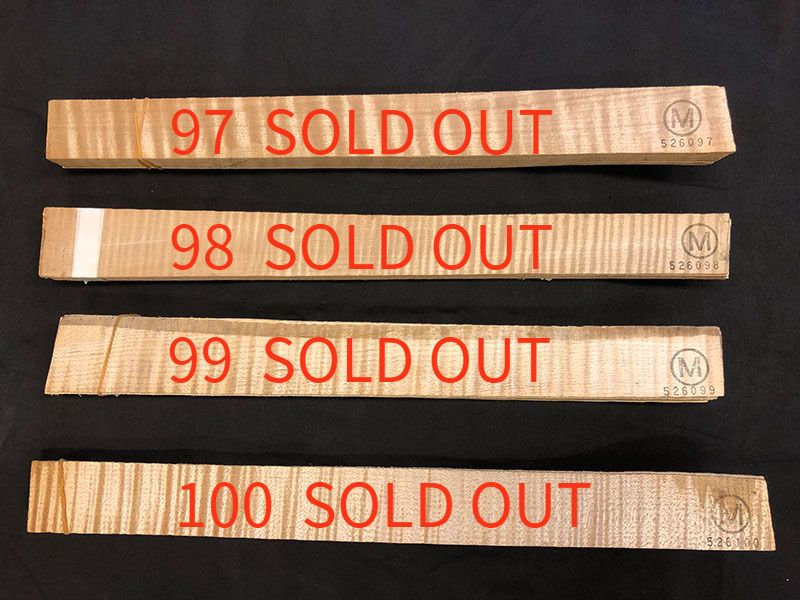 97 SOLD OUT
M
526097
98 SOLD OUT
M
526098
99 SOLD OUT
M
526099
100 SOLD OUT
M
526100